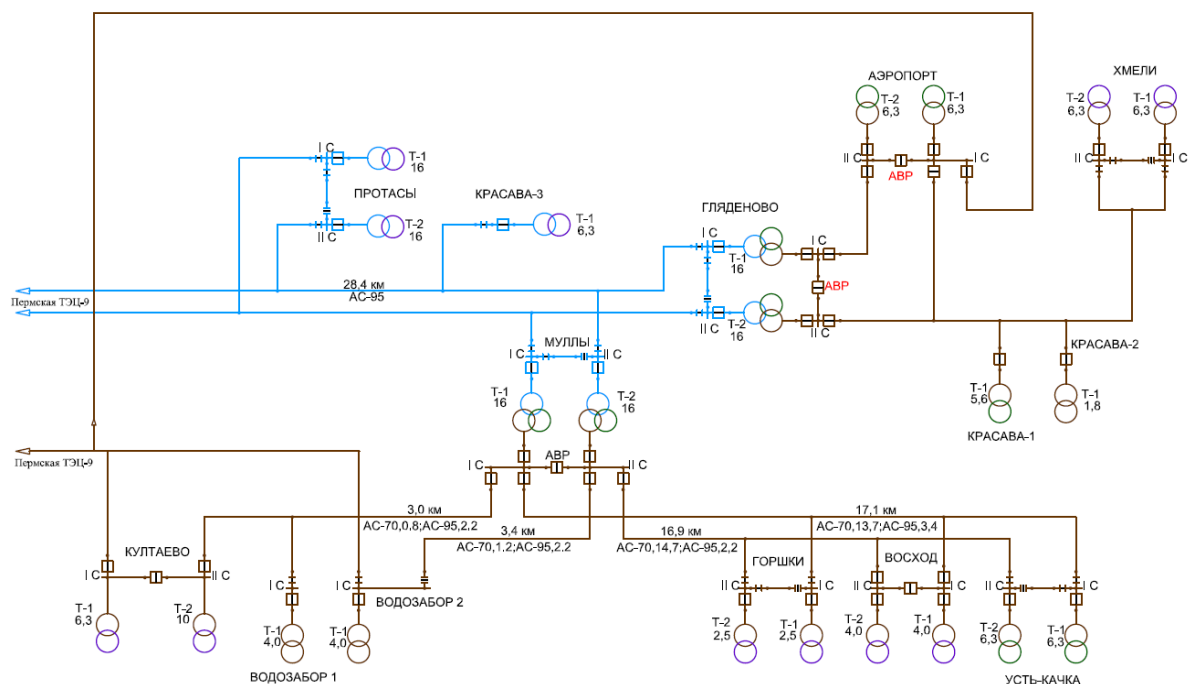 АЭРОПОРТ
ХМЕЛИ
Т-2
6,3
Т-1
6,3
Т-2
6,3
Т-1
6,3
I С
Т-1
16
ПРОТАСЫ
Т-2
16
II С
КРАСАВА-3
Т-1
6,3
II С
I С
АВР
II С
I С
ГЛЯДЕНОВО
I С
Т-1
16
I С
АВР
28,4 км
АС-95
Пермская ТЭЦ-9
II С
Т-2
16
II С
МУЛЛЫ
I С
II С
КРАСАВА-2
Т-1
16
Т-2
16
Т-1
5,6
Т-1
1,8
КРАСАВА-1
Пермская ТЭЦ-9
I С
АВР
II С
3,0 км
АС-70,0.8;АС-95,2.2
3,4 км
АС-70,1.2;АС-95,2.2
16,9 км
АС-70,14,7;АС-95,2,2
17,1 км
АС-70,13,7;АС-95,3,4
КУЛТАЕВО
I С
II С
I С
I С
ВОДОЗАБОР 2
ГОРШКИ
II С
I С
ВОСХОД
II С
I С
II С
I С
Т-1
6,3
Т-2
10
Т-1
4,0
Т-1
4,0
Т-2
2,5
Т-1
2,5
Т-2
4,0
Т-1
4,0
Т-2
6,3
Т-1
6,3
ВОДОЗАБОР 1
УСТЬ-КАЧКА